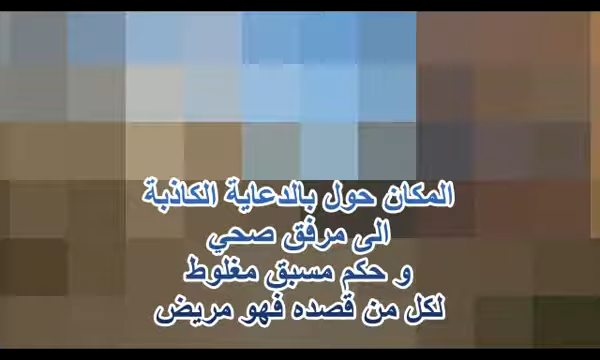 المكان حول بالدعاية الكاذبة
الى مرفق صحي
و حكم مسبق مغلوط
لكل من قصده فهو مريض